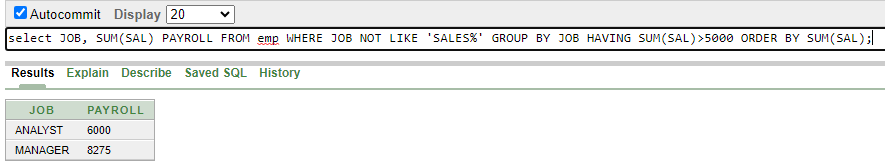 Autocommit Display 20
select JOB, SUM(SAL) PAYROLL FROM emp WHERE JOB NOT LIKE 'SALES%' GROUP BY JOB HAVING SUM(SAL)>5000 ORDER BY SUM(SAL);
Results Explain Describe Saved SQL History
JOB PAYROLL
ANALYST 6000
MANAGER 8275